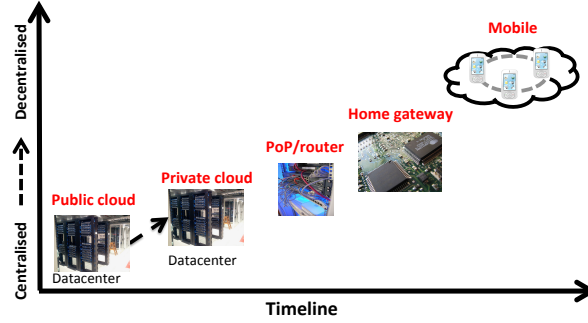 Mobile
Decentralised
Home gateway
PoP/router
Private cloud
Public cloud
Datacenter
Centralised
Datacenter
Timeline